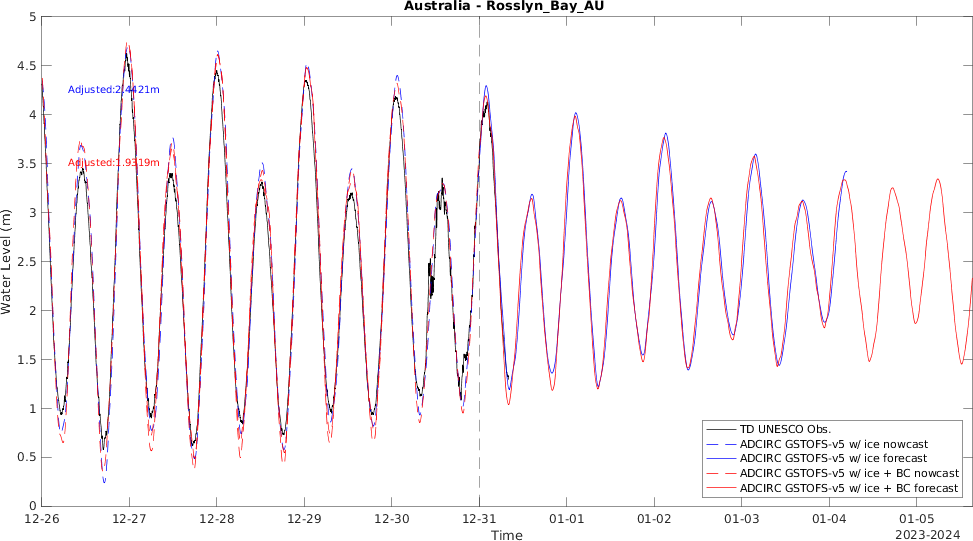 Australia - Rosslyn_Bay_AU
Water Level (m)
5
4.5
4
3.5
3
2.5
2
1.5
1
0.5
0
Adjusted:2.4421m
Adjusted:1.9319m
TD UNESCO Obs.
ADCIRC GSTOFS-v5 w/ ice nowcast
ADCIRC GSTOFS-v5 w/ ice forecast
ADCIRC GSTOFS-v5 w/ ice + BC nowcast
ADCIRC GSTOFS-v5 w/ ice + BC forecast
12-26 12-27 12-28 12-29 12-30 12-31 01-01 01-02 01-03 01-04 01-05
Time
2023-2024